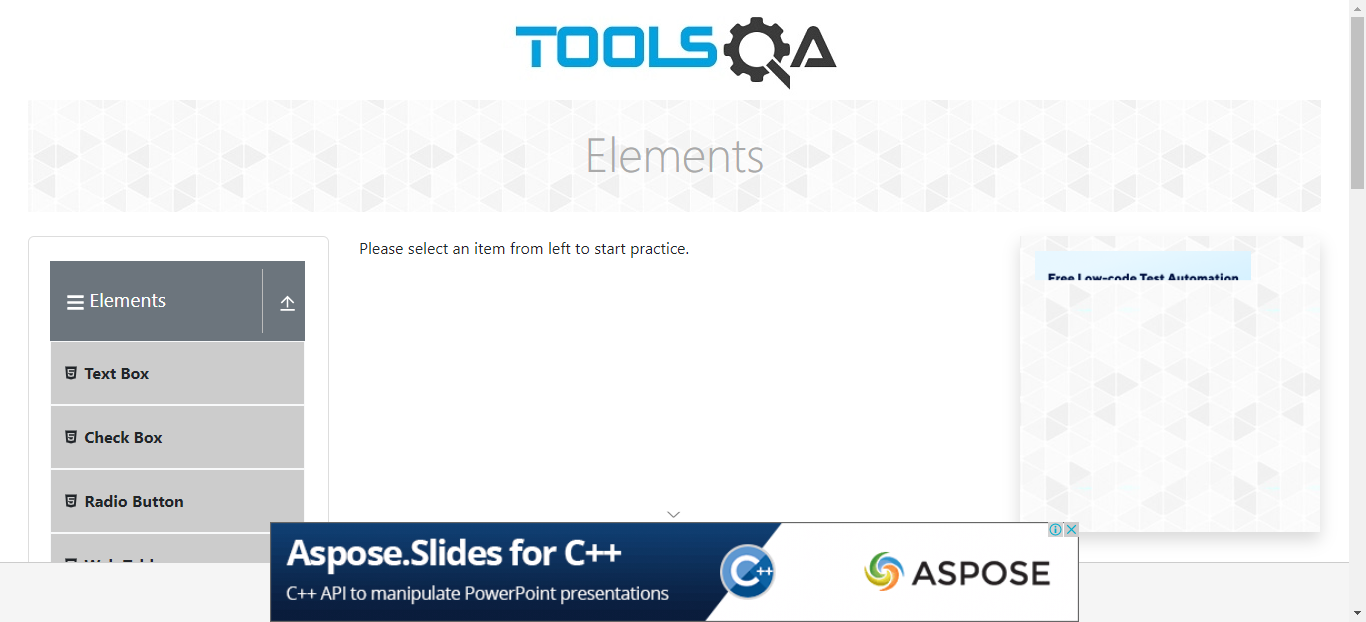 TOOLSQA
Elements
Please select an item from left to start practice.
Elements
Text Box
Check Box
Radio Button
Free Low-code Test Automation
Aspose.Slides for C++
C++ API to manipulate PowerPoint presentations
C++
ASPOSE